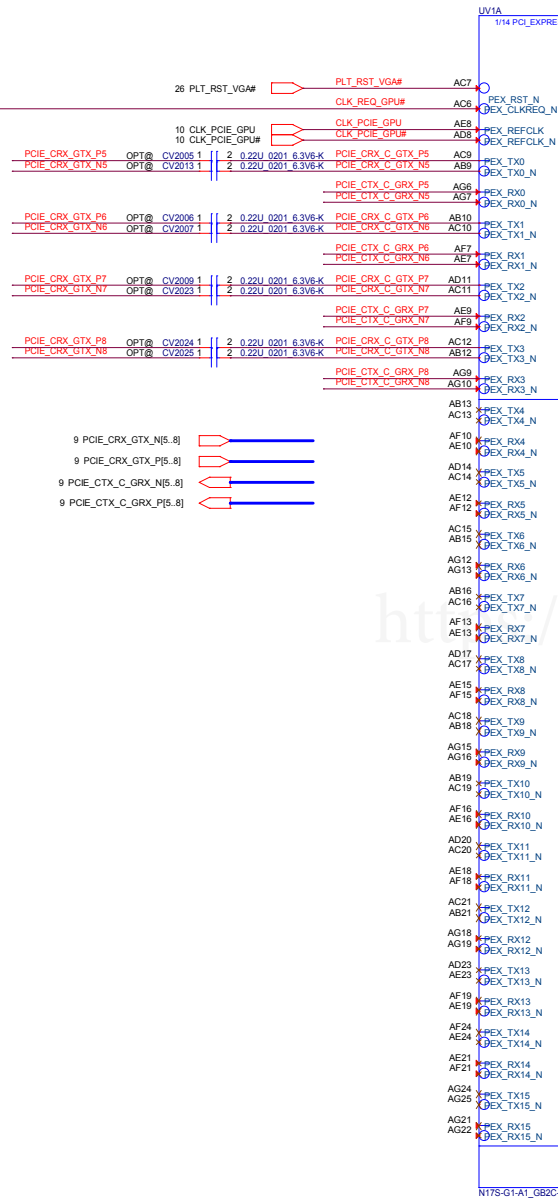 UV1A
1/14 PCI_EXPRE
26 PLT_RST_VGA# PLT_RST_VGA# AC7 PEX_RST_N
CLK_REQ_GPU# AC6 PEX_CLKREQ_N
10 CLK_PCIE_GPU CLK_PCIE_GPU AE8 PEX_REFCLK
10 CLK_PCIE_GPU# CLK_PCIE_GPU# AD8 PEX_REFCLK_N
PCIE_CRX_GTX_P5 OPT@ CV2005 1 2 0.22U_0201_6.3V6-K PCIE_CRX_C_GTX_P5 AC9 PEX_TX0
PCIE_CRX_GTX_N5 OPT@ CV2013 1 2 0.22U_0201_6.3V6-K PCIE_CRX_C_GTX_N5 AB9 PEX_TX0_N
PCIE_CTX_C_GRX_P5 AG6 PEX_RX0
PCIE_CTX_C_GRX_N5 AG7 PEX_RX0_N
PCIE_CRX_GTX_P6 OPT@ CV2006 1 2 0.22U_0201_6.3V6-K PCIE_CRX_C_GTX_P6 AB10 PEX_TX1
PCIE_CRX_GTX_N6 OPT@ CV2007 1 2 0.22U_0201_6.3V6-K PCIE_CRX_C_GTX_N6 AC10 PEX_TX1_N
PCIE_CTX_C_GRX_P6 AF7 PEX_RX1
PCIE_CTX_C_GRX_N6 AE7 PEX_RX1_N
PCIE_CRX_GTX_P7 OPT@ CV2009 1 2 0.22U_0201_6.3V6-K PCIE_CRX_C_GTX_P7 AD11 PEX_TX2
PCIE_CRX_GTX_N7 OPT@ CV2023 1 2 0.22U_0201_6.3V6-K PCIE_CRX_C_GTX_N7 AC11 PEX_TX2_N
PCIE_CTX_C_GRX_P7 AE9 PEX_RX2
PCIE_CTX_C_GRX_N7 AF9 PEX_RX2_N
PCIE_CRX_GTX_P8 OPT@ CV2024 1 2 0.22U_0201_6.3V6-K PCIE_CRX_C_GTX_P8 AC12 PEX_TX3
PCIE_CRX_GTX_N8 OPT@ CV2025 1 2 0.22U_0201_6.3V6-K PCIE_CRX_C_GTX_N8 AB12 PEX_TX3_N
PCIE_CTX_C_GRX_P8 AG9 PEX_RX3
PCIE_CTX_C_GRX_N8 AG10 PEX_RX3_N
AB13 PEX_TX4
AC13 PEX_TX4_N
9 PCIE_CRX_GTX_N[5..8] AF10 PEX_RX4
AE10 PEX_RX4_N
9 PCIE_CRX_GTX_P[5..8] AD14 PEX_TX5
9 PCIE_CTX_C_GRX_N[5..8] AC14 PEX_TX5_N
9 PCIE_CTX_C_GRX_P[5..8] AE12 PEX_RX5
AF12 PEX_RX5_N
AC15 PEX_TX6
AB15 PEX_TX6_N
AG12 PEX_RX6
AG13 PEX_RX6_N
AB16 PEX_TX7
AC16 PEX_TX7_N
https:/
AF13 PEX_RX7
AE13 PEX_RX7_N
AD17 PEX_TX8
AC17 PEX_TX8_N
AE15 PEX_RX8
AF15 PEX_RX8_N
AC18 PEX_TX9
AB18 PEX_TX9_N
AG15 PEX_RX9
AG16 PEX_RX9_N
AB19 PEX_TX10
AC19 PEX_TX10_N
AF16 PEX_RX10
AE16 PEX_RX10_N
AD20 PEX_TX11
AC20 PEX_TX11_N
AE18 PEX_RX11
AF18 PEX_RX11_N
AC21 PEX_TX12
AB21 PEX_TX12_N
AG18 PEX_RX12
AG19 PEX_RX12_N
AD23 PEX_TX13
AE23 PEX_TX13_N
AF19 PEX_RX13
AE19 PEX_RX13_N
AF24 PEX_TX14
AE24 PEX_TX14_N
AE21 PEX_RX14
AF21 PEX_RX14_N
AG24 PEX_TX15
AG25 PEX_TX15_N
AG21 PEX_RX15
AG22 PEX_RX15_N
N17S-G1-A1_GB2C